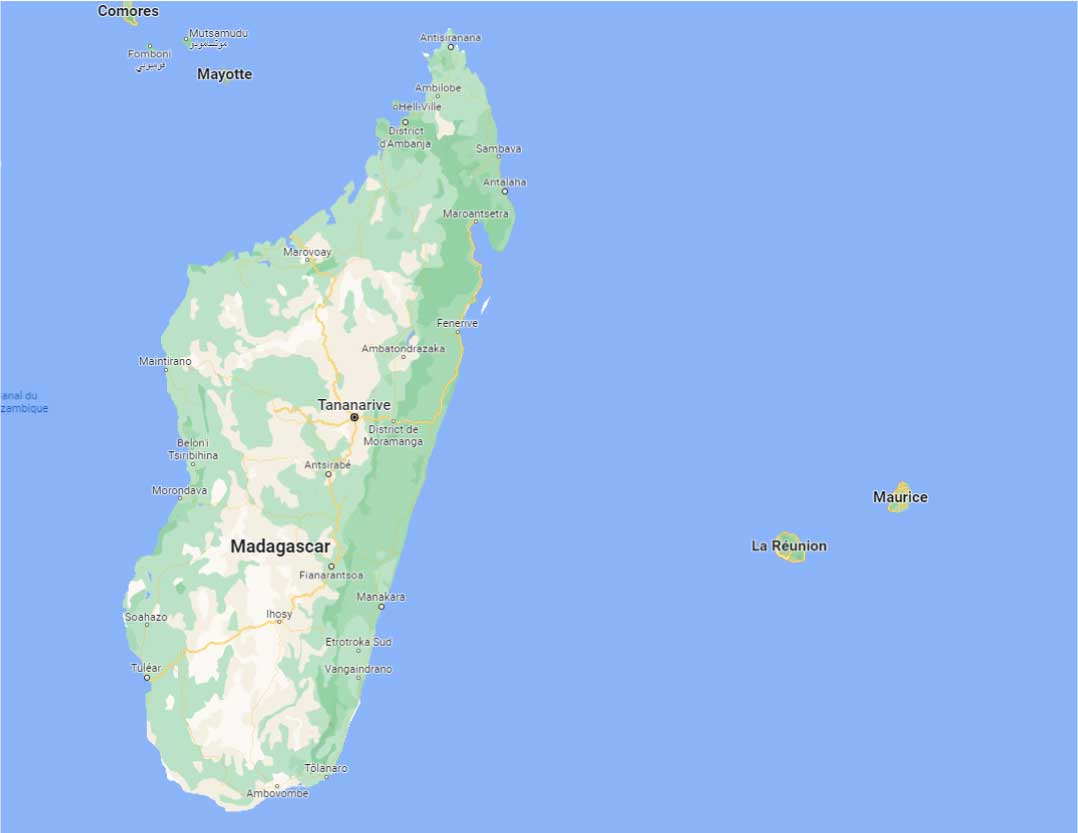 Comores
Mutsamudu
موتسامودو
Fomboni
فومبوني
Mayotte
Antisiranana
Ambilobe
Hell-Ville
District
d'Ambanja
Sambava
Antalaha
Maroantsetra
Marovoay
Fenerive
Ambatondrazaka
Maintirano
anal du
zambique
Tananarive
District de
Moramanga
Belon'i
Tsiribihina
Antsirabé
Morondava
Maurice
La Réunion
Madagascar
Fianarantsoa
Manakara
Soahazo
Ihosy
Etrotroka Sud
Tuléar
Vangaindrano
Tôlanaro
Ambovombe